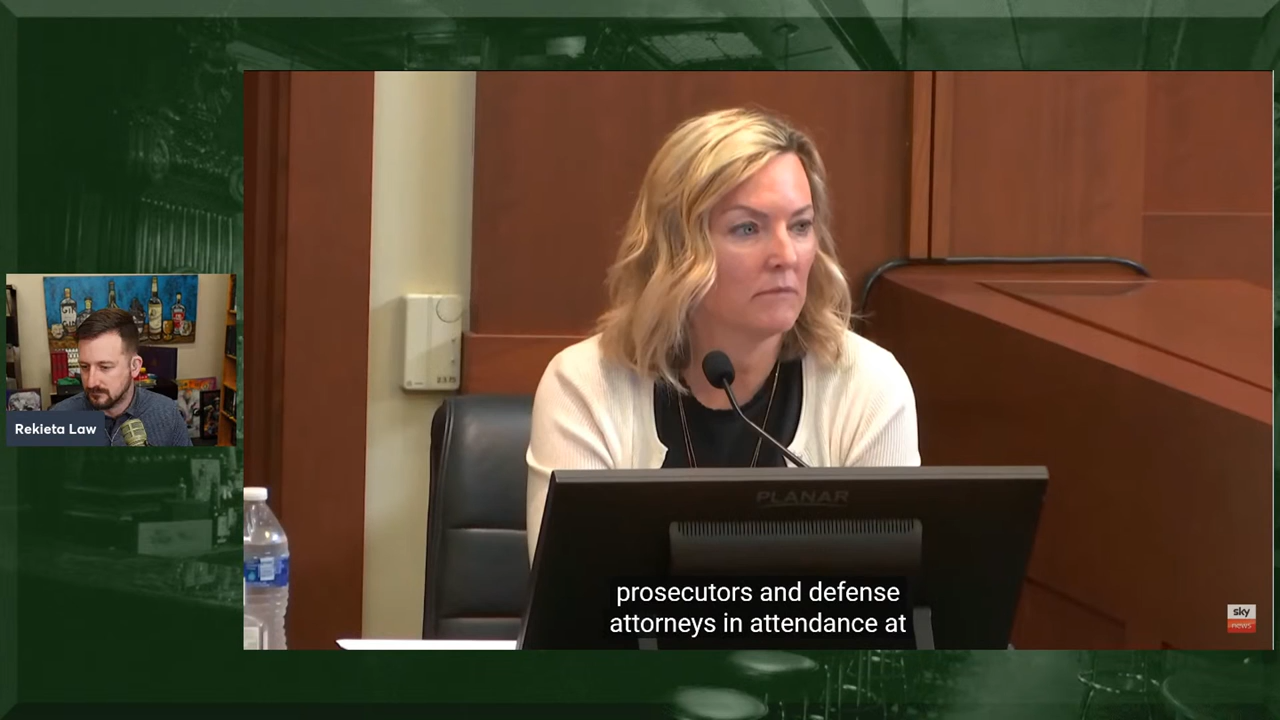 Rekieta Law
PLANAR
prosecutors and defense
attorneys in attendance at
sky
news